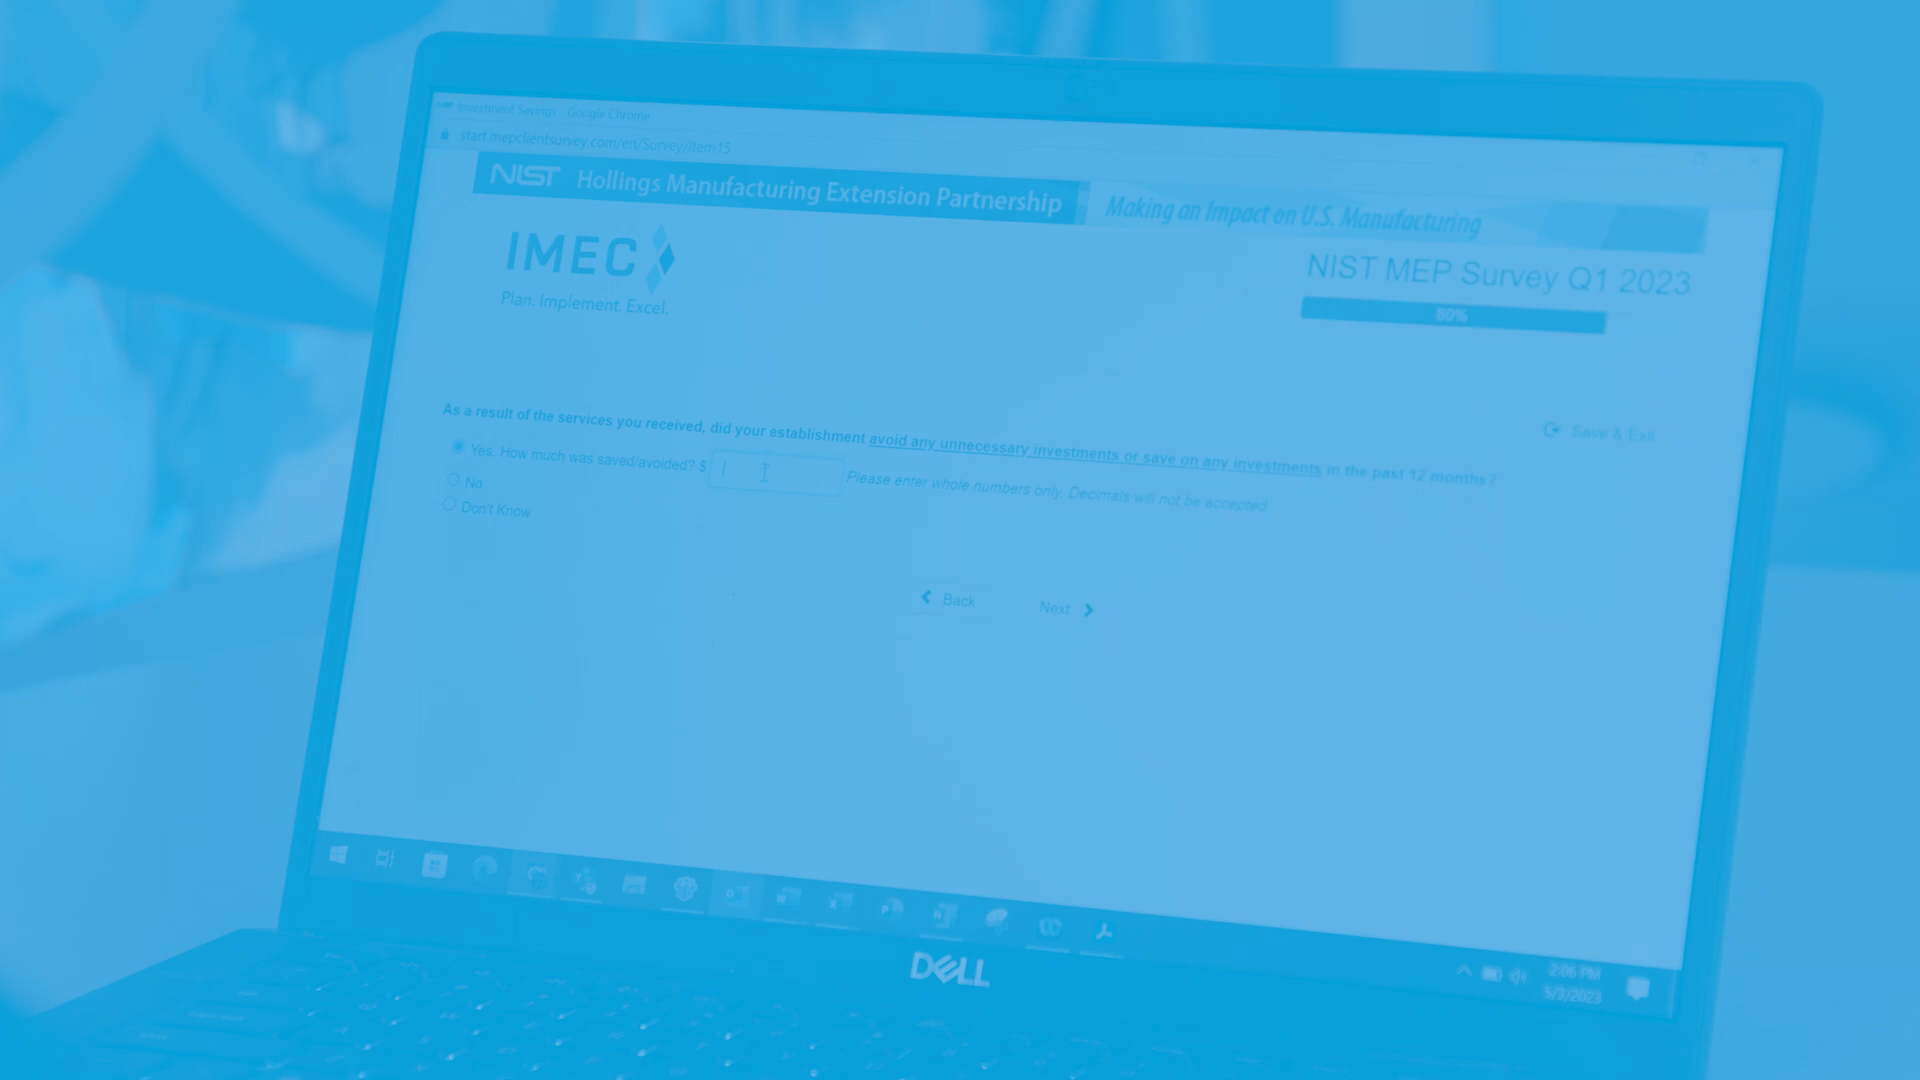 Investment Savings - Google Chrome
start.mepclientsurvey.com/en/Survey/Item15
NIST Hollings Manufacturing Extension Partnership Making an Impact on U.S. Manufacturing
IMEC
Plan. Implement. Excel.
NIST MEP Survey Q1 2023
80%
Save & Exit
As a result of the services you received, did your establishment avoid any unnecessary investments or save on any investments in the past 12 months?
Yes. How much was saved/avoided? $ Please enter whole numbers only. Decimals will not be accepted.
No
Don't Know
Back Next
2:06 PM
5/3/2023
DELL